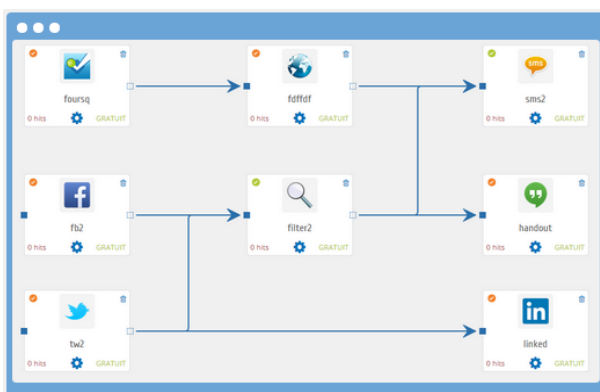 foursq
0 hits GRATUIT
fdffdf
0 hits GRATUIT
sms
sms2
0 hits GRATUIT
f
fb2
0 hits GRATUIT
filter2
0 hits GRATUIT
handout
0 hits GRATUIT
tw2
0 hits GRATUIT
in
linked
0 hits GRATUIT